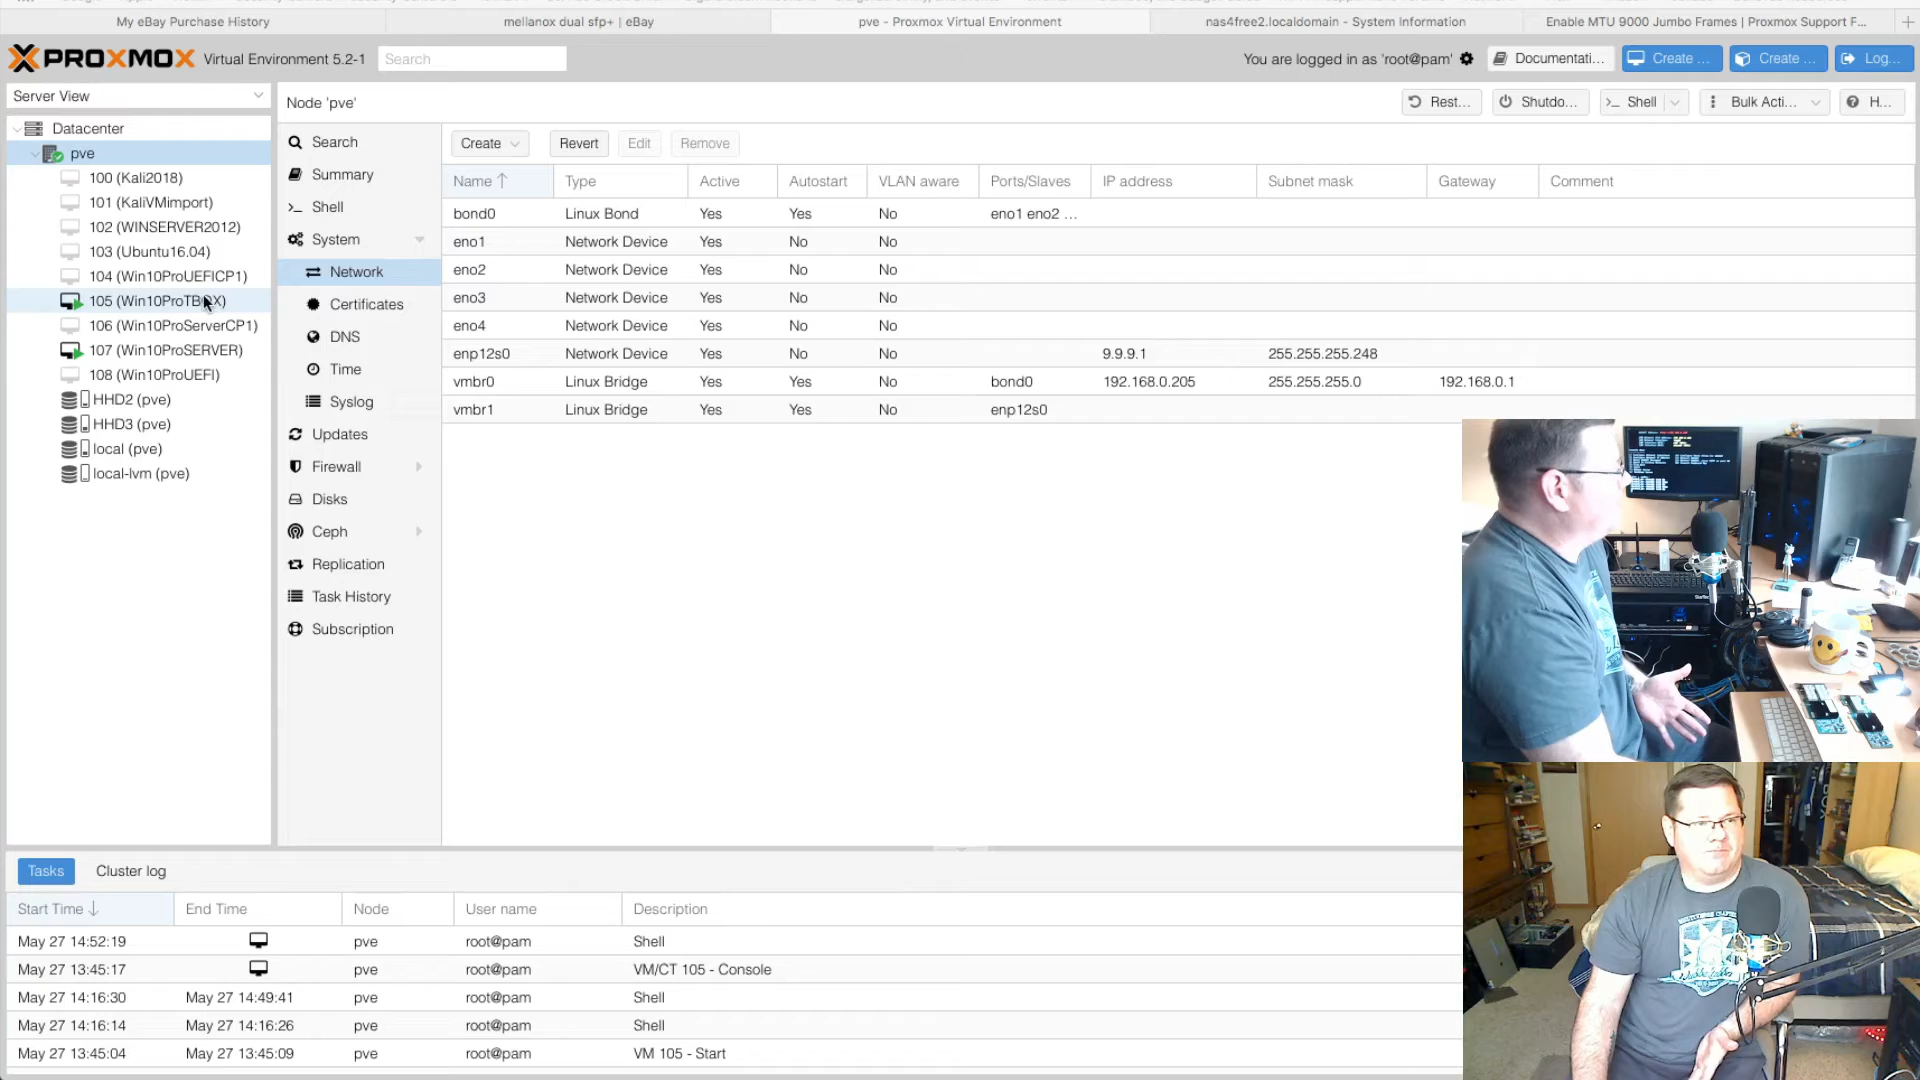 My eBay Purchase History
mellanox dual sfp+ | eBay
pve - Proxmox Virtual Environment
nas4free2.localdomain - System Information
Enable MTU 9000 Jumbo Frames | Proxmox Support F...
PROXMOX
Virtual Environment 5.2-1
Search
You are logged in as 'root@pam'
Documentati...
Create ...
Create ...
Log...
Server View
Datacenter
pve
100 (Kali2018)
101 (KaliVMimport)
102 (WINSERVER2012)
103 (Ubuntu16.04)
104 (Win10ProUEFICP1)
105 (Win10ProTBOX)
106 (Win10ProServerCP1)
107 (Win10ProSERVER)
108 (Win10ProUEFI)
HHD2 (pve)
HHD3 (pve)
local (pve)
local-lvm (pve)
Node 'pve'
Rest...
Shutdo...
Shell
Bulk Acti...
H...
Search
Summary
Shell
System
Network
Certificates
DNS
Time
Syslog
Updates
Firewall
Disks
Ceph
Replication
Task History
Subscription
Create
Revert
Edit
Remove
Name Type Active Autostart VLAN aware Ports/Slaves IP address Subnet mask Gateway Comment
bond0 Linux Bond Yes Yes No eno1 eno2 ...
eno1 Network Device Yes No No
eno2 Network Device Yes No No
eno3 Network Device Yes No No
eno4 Network Device Yes No No
enp12s0 Network Device Yes No No 9.9.9.1 255.255.255.248
vmbr0 Linux Bridge Yes Yes No bond0 192.168.0.205 255.255.255.0 192.168.0.1
vmbr1 Linux Bridge Yes Yes No enp12s0
Tasks
Cluster log
Start Time End Time Node User name Description
May 27 14:52:19 pve root@pam Shell
May 27 13:45:17 pve root@pam VM/CT 105 - Console
May 27 14:16:30 May 27 14:49:41 pve root@pam Shell
May 27 14:16:14 May 27 14:16:26 pve root@pam Shell
May 27 13:45:04 May 27 13:45:09 pve root@pam VM 105 - Start